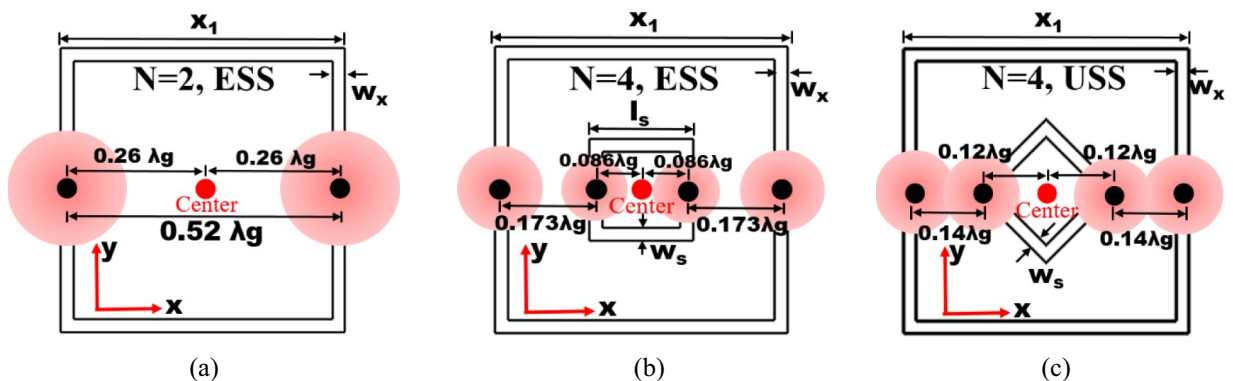 x₁
N=2, ESS
wₓ
0.26 λg
0.26 λg
Center
0.52 λg
y
x
(a)
x₁
N=4, ESS
wₓ
lₛ
0.086λg
0.086λg
Center
0.173λg
0.173λg
wₛ
y
x
(b)
x₁
N=4, USS
wₓ
0.12λg
0.12λg
Center
0.14λg
0.14λg
wₛ
y
x
(c)